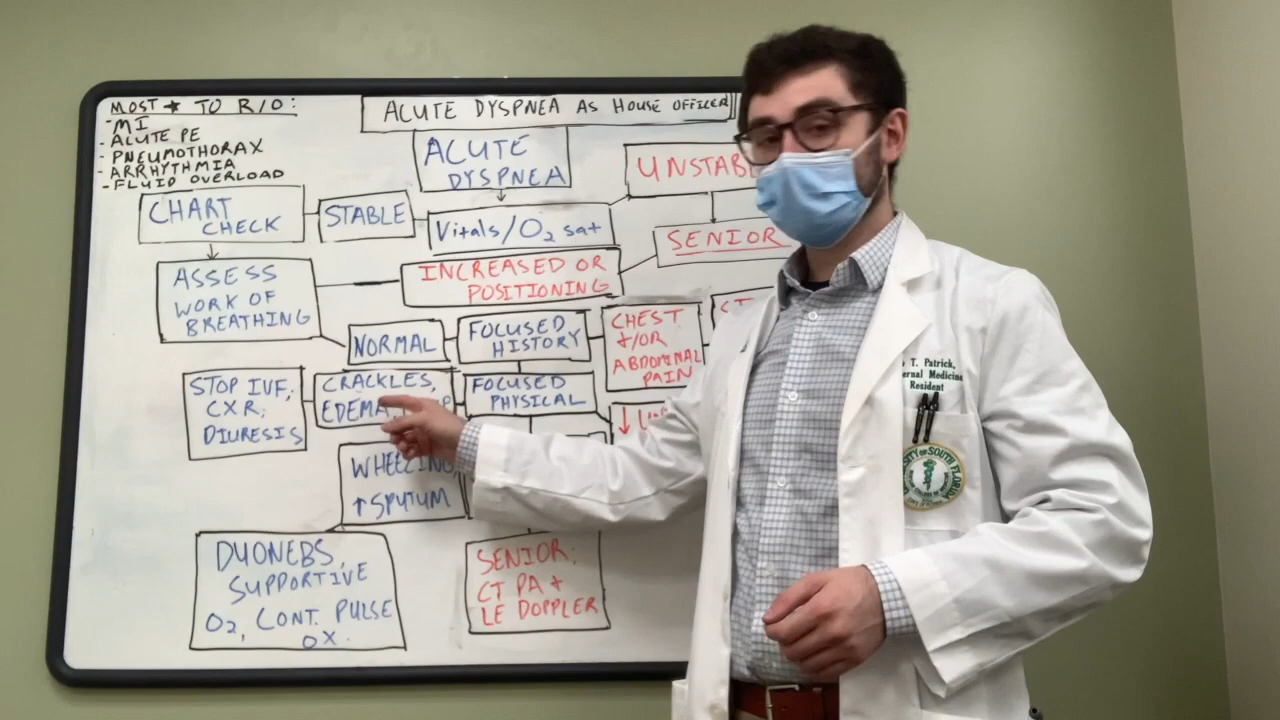 MOST ★ TO R/O:
- MI
- ACUTE PE
- PNEUMOTHORAX
- ARRHYTHMIA
- FLUID OVERLOAD
ACUTE DYSPNEA AS HOUSE OFFICER
ACUTE
DYSPNEA
CHART
CHECK
STABLE
Vitals/O₂ sat
SENIOR
ASSESS
WORK OF
BREATHING
INCREASED OR
POSITIONING
NORMAL
FOCUSED
HISTORY
CHEST
+/OR
ABDOMINAL
PAIN
STOP IVF,
CXR,
DIURESIS
CRACKLES,
FOCUSED
PHYSICAL
↓
WHEEZING
↑SPUTUM
DUONEBS,
SUPPORTIVE
O₂, CONT. PULSE
OX.
SENIOR:
CT PA +
LE DOPPLER
T. Patrick,
Medicine
Resident
SOUTH